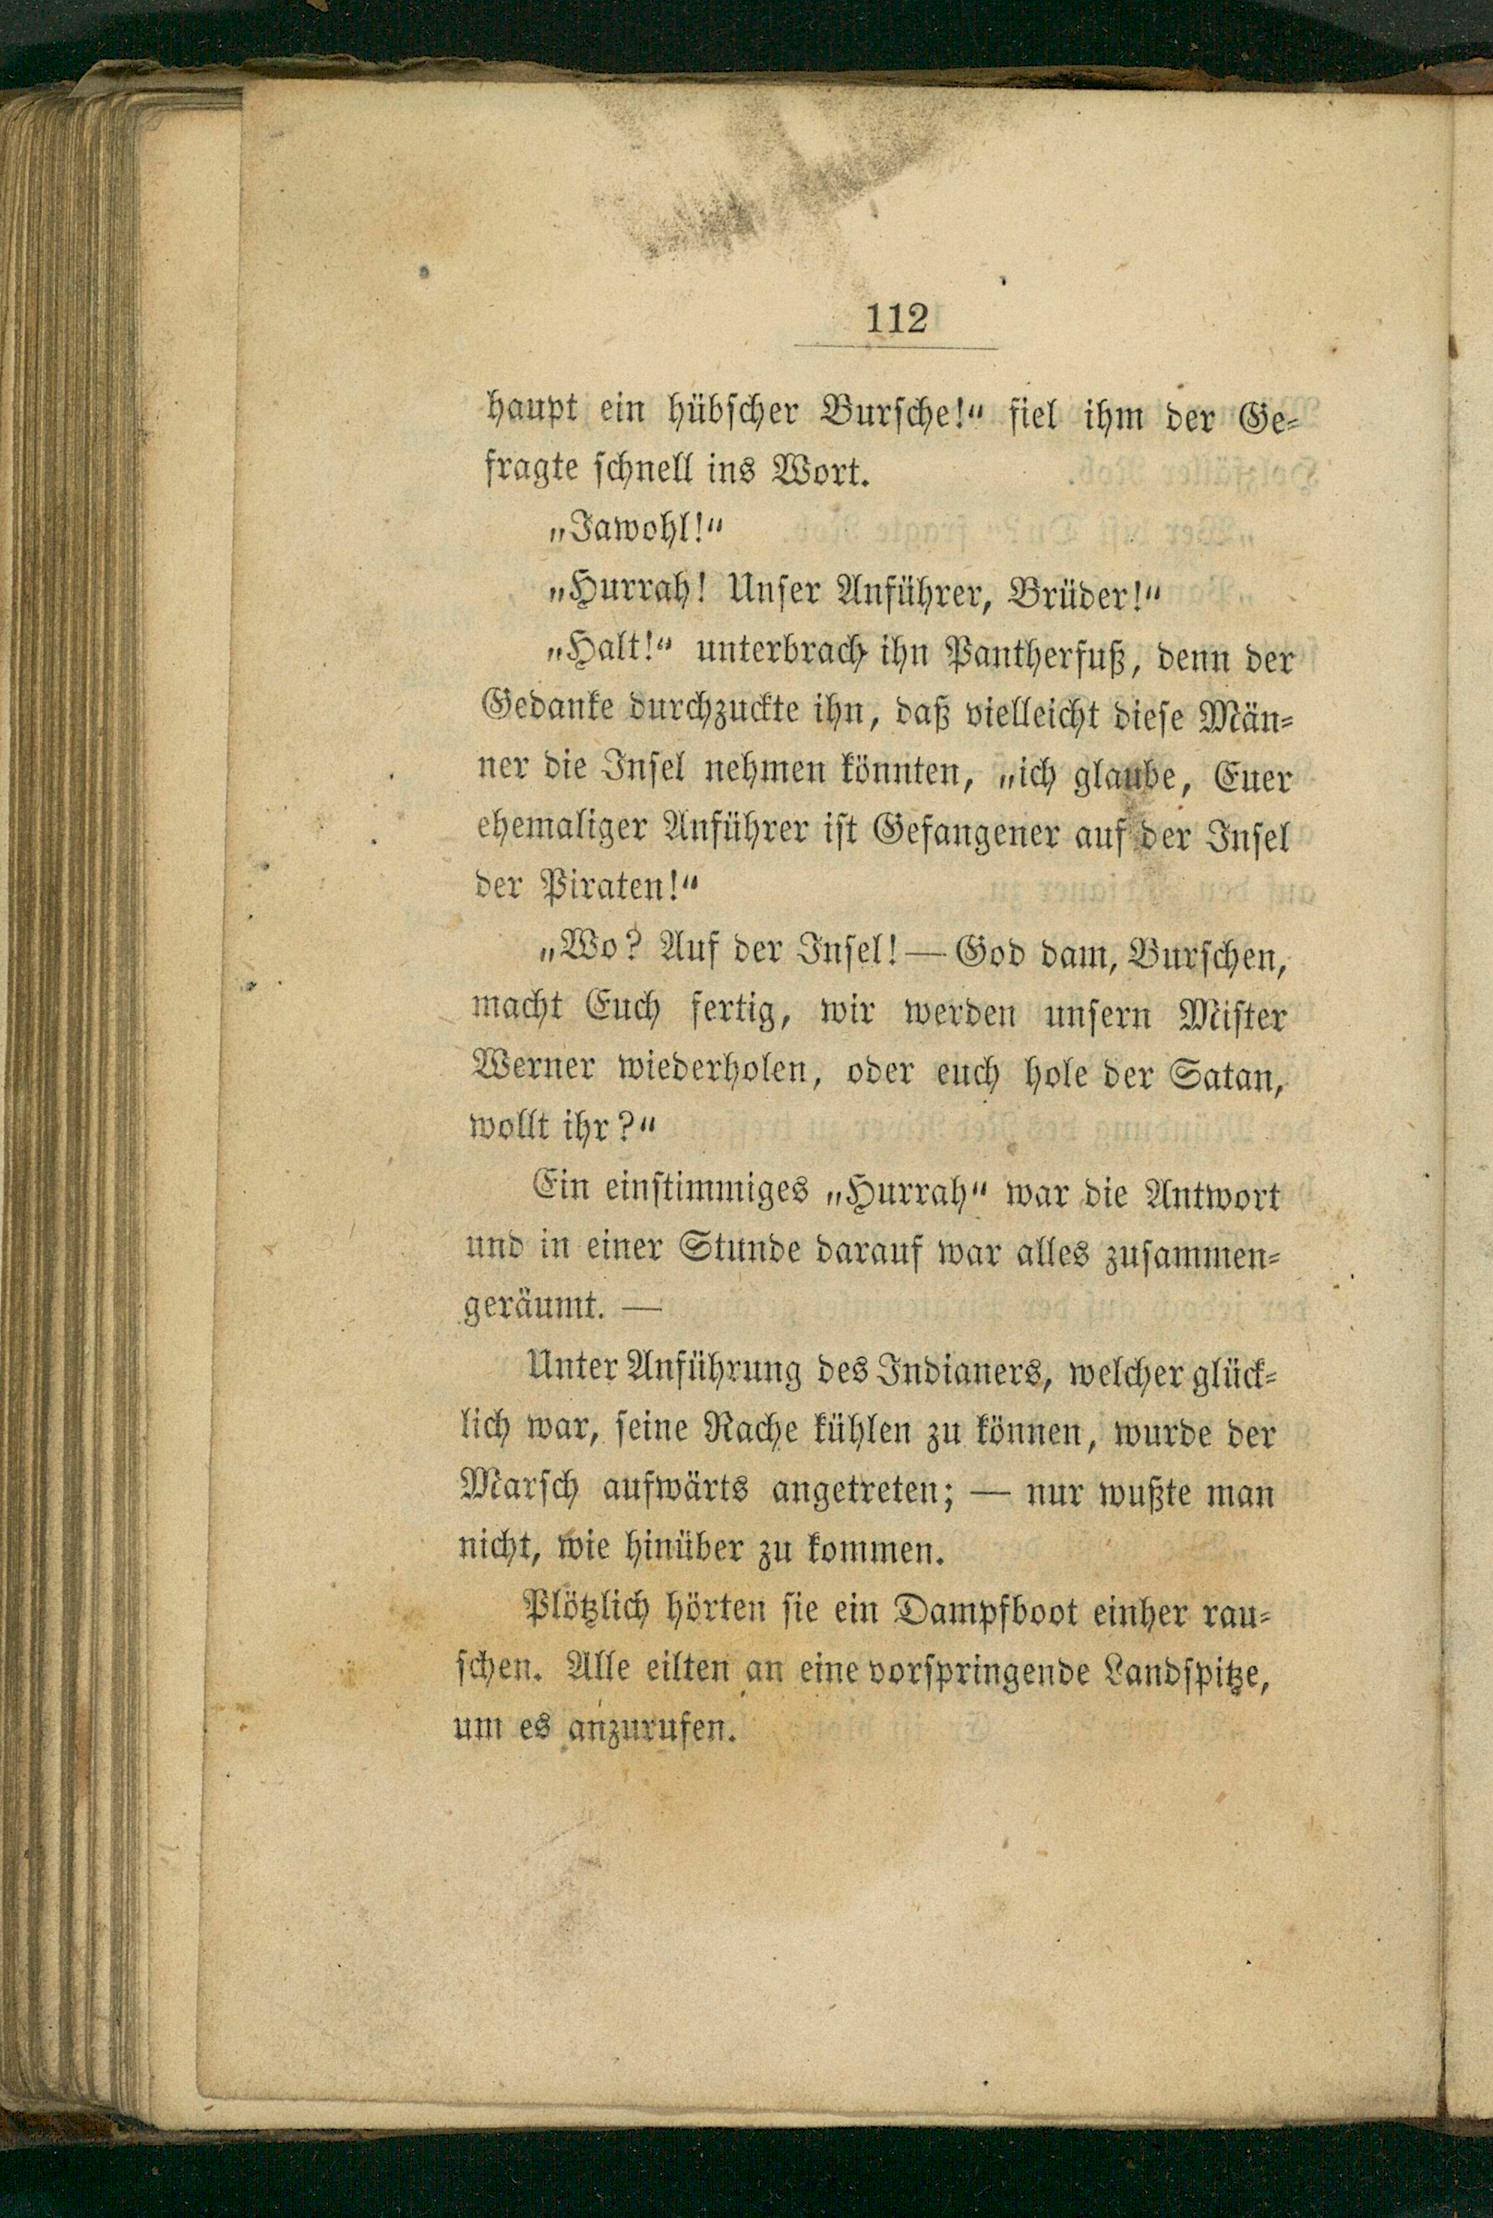 112
haupt ein hübscher Bursche!“ fiel ihm der Ge-
fragte schnell ins Wort.
„Jawohl!“
„Hurrah! Unser Anführer, Brüder!“
„Halt!“ unterbrach ihn Pantherfuß, denn der
Gedanke durchzuckte ihn, daß vielleicht diese Män-
ner die Insel nehmen könnten, „ich glaube, Euer
ehemaliger Anführer ist Gefangener auf der Insel
der Piraten!“
„Wo? Auf der Insel! — God dam, Burschen,
macht Euch fertig, wir werden unsern Mister
Werner wiederholen, oder euch hole der Satan,
wollt ihr?“
Ein einstimmiges „Hurrah“ war die Antwort
und in einer Stunde darauf war alles zusammen-
geräumt. —
Unter Anführung des Indianers, welcher glück-
lich war, seine Rache kühlen zu können, wurde der
Marsch aufwärts angetreten; — nur wußte man
nicht, wie hinüber zu kommen.
Plötzlich hörten sie ein Dampfboot einher rau-
schen. Alle eilten an eine vorspringende Landspitze,
um es anzurufen.